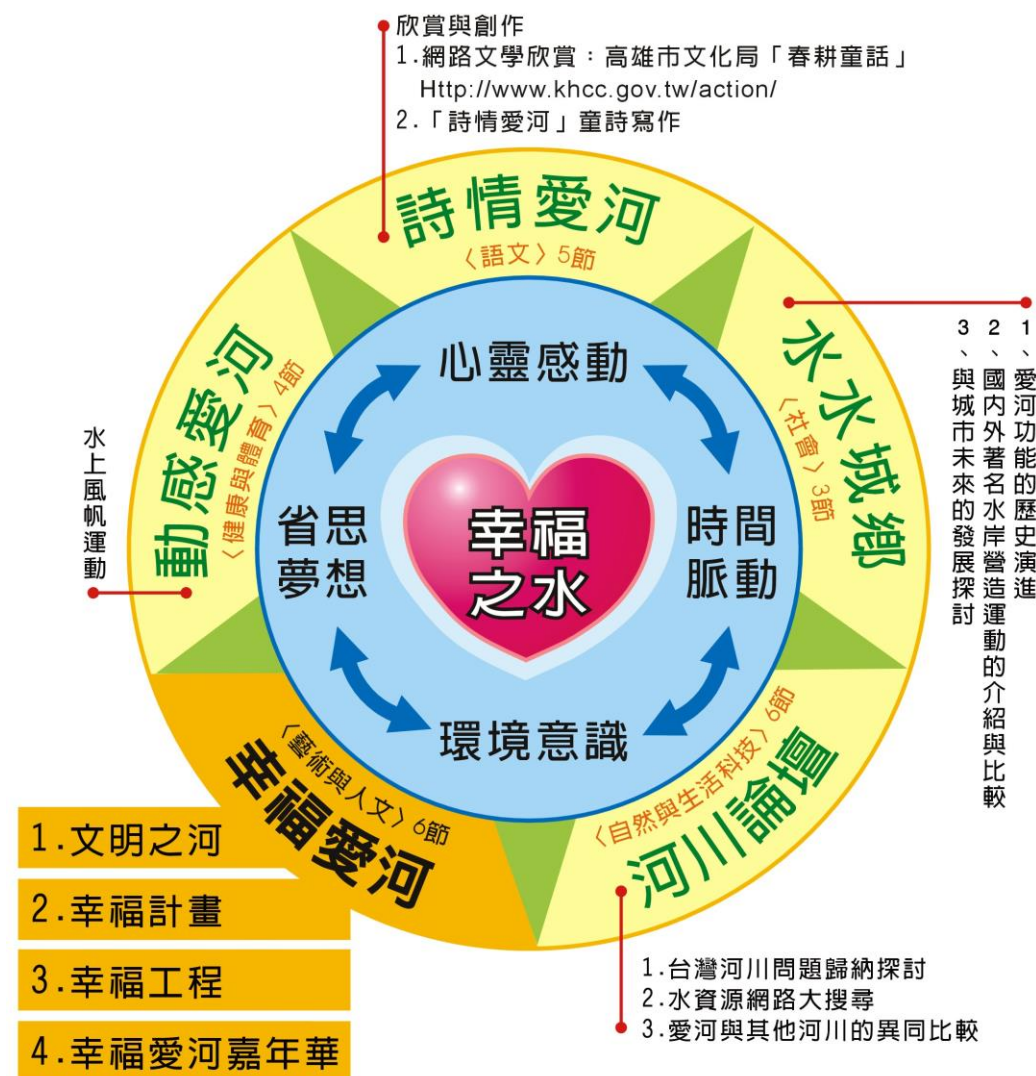 欣賞與創作
1.網路文學欣賞：高雄市文化局「春耕童話」
Http://www.khcc.gov.tw/action/
2.「詩情愛河」童詩寫作
詩情愛河
〈語文〉5節
水水城鄉
〈社會〉3節
1、愛河功能的歷史演進
2、國內外著名水岸營造運動的介紹與比較
3、與城市未來的發展探討
動感愛河
〈健康與體育〉4節
水上風帆運動
心靈感動
省思
夢想
幸福
之水
時間
脈動
環境意識
〈藝術與人文〉6節
幸福愛河
1.文明之河
2.幸福計畫
3.幸福工程
4.幸福愛河嘉年華
〈自然與生活科技〉6節
河川論壇
1.台灣河川問題歸納探討
2.水資源網路大搜尋
3.愛河與其他河川的異同比較